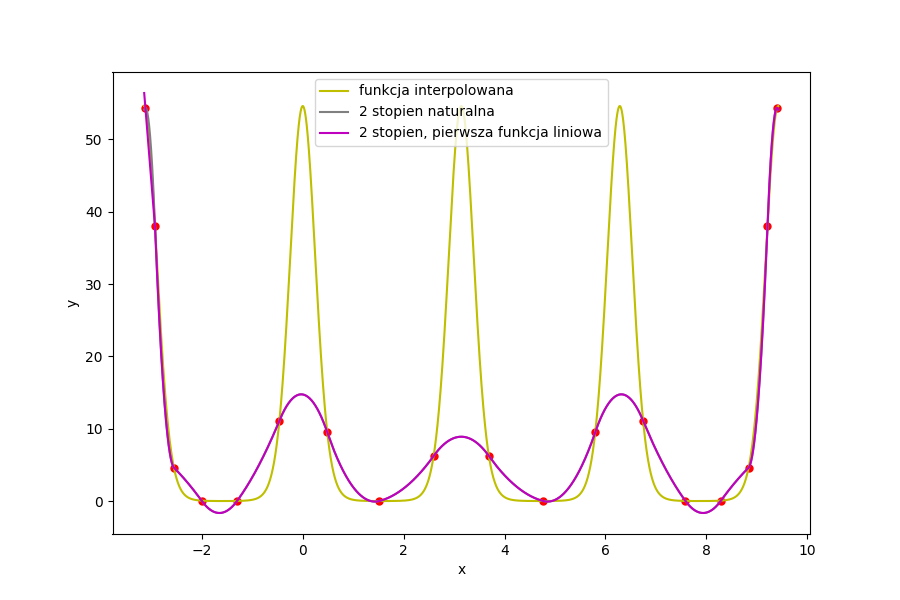 funkcja interpolowana
2 stopien naturalna
2 stopien, pierwsza funkcja liniowa
50
40
30
20
10
0
y
−2 0 2 4 6 8 10
x